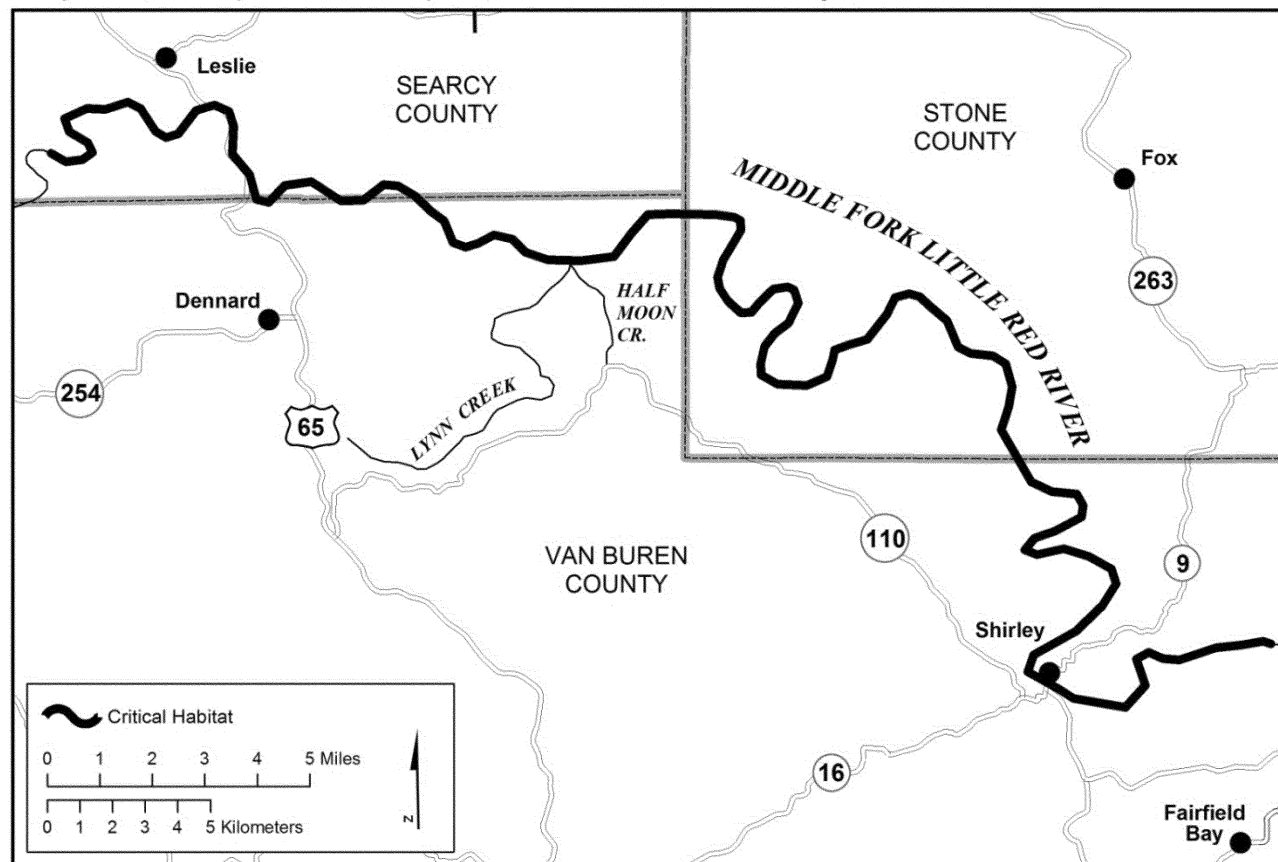 Leslie
SEARCY
COUNTY
STONE
COUNTY
Fox
MIDDLE FORK LITTLE RED RIVER
263
Dennard
HALF
MOON
CR.
254
65
LYNN CREEK
VAN BUREN
COUNTY
110
9
Shirley
Critical Habitat
0 1 2 3 4 5 Miles
0 1 2 3 4 5 Kilometers
N
16
Fairfield
Bay